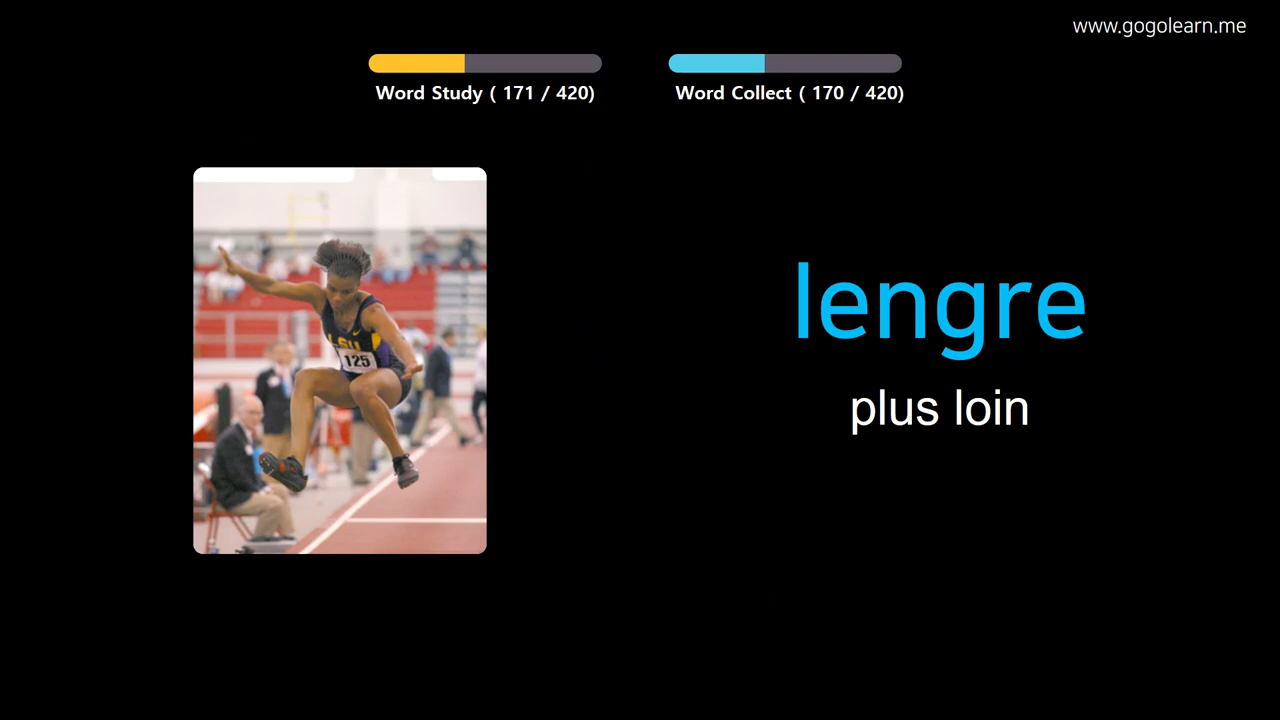 www.gogolearn.me
Word Study ( 171 / 420)
Word Collect ( 170 / 420)
lengre
plus loin
LSU
125